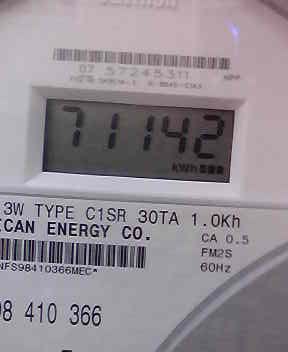 07 57245311
71142
kWh
3W TYPE C1SR 30TA 1.0Kh
ICAN ENERGY CO.
CA 0.5
FM2S
60Hz
NFS98410366MEC*
98 410 366